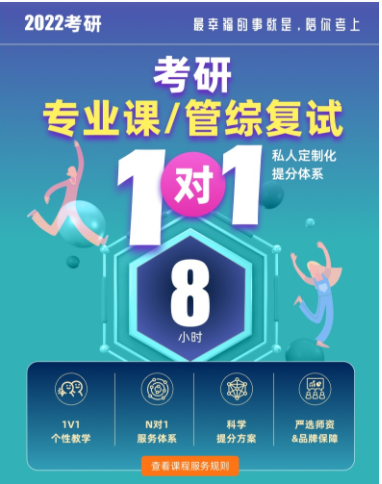 2022考研
最幸福的事就是,陪你考上
考研
专业课/管综复试
1对1
私人定制化
提分体系
8
小时
1V1
个性教学
N对1
服务体系
科学
提分方案
严选师资
&品牌保障
查看课程服务规则